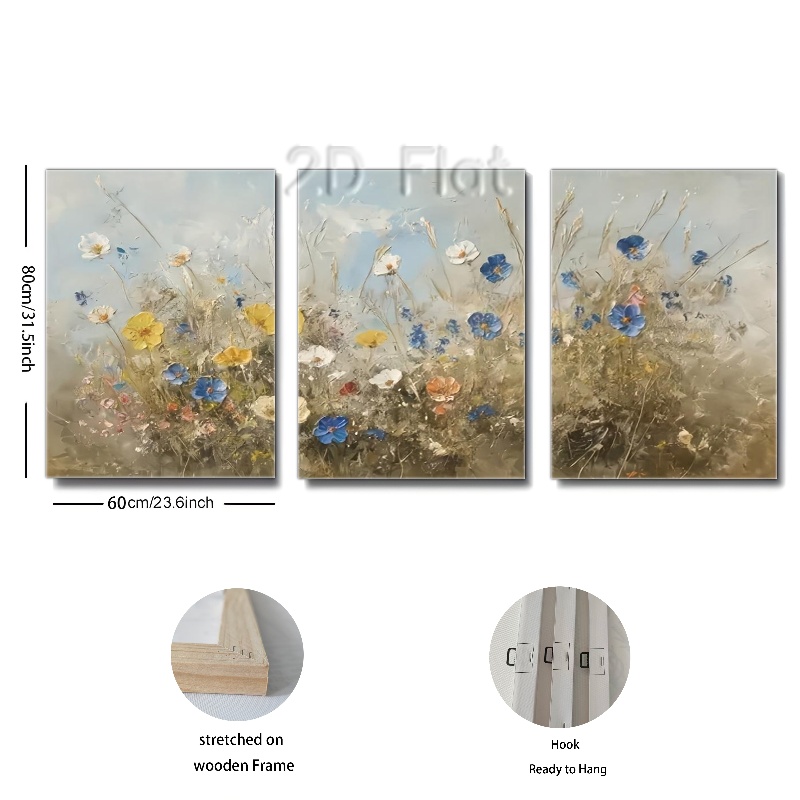 2D Flat
80cm/31.5inch
60cm/23.6inch
stretched on
wooden Frame
Hook
Ready to Hang